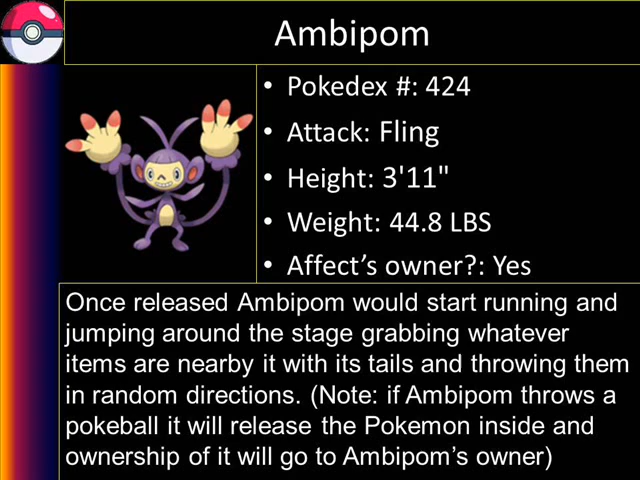 Ambipom
• Pokedex #: 424
• Attack: Fling
• Height: 3'11"
• Weight: 44.8 LBS
• Affect's owner?: Yes
Once released Ambipom would start running and
jumping around the stage grabbing whatever
items are nearby it with its tails and throwing them
in random directions. (Note: if Ambipom throws a
pokeball it will release the Pokemon inside and
ownership of it will go to Ambipom's owner)